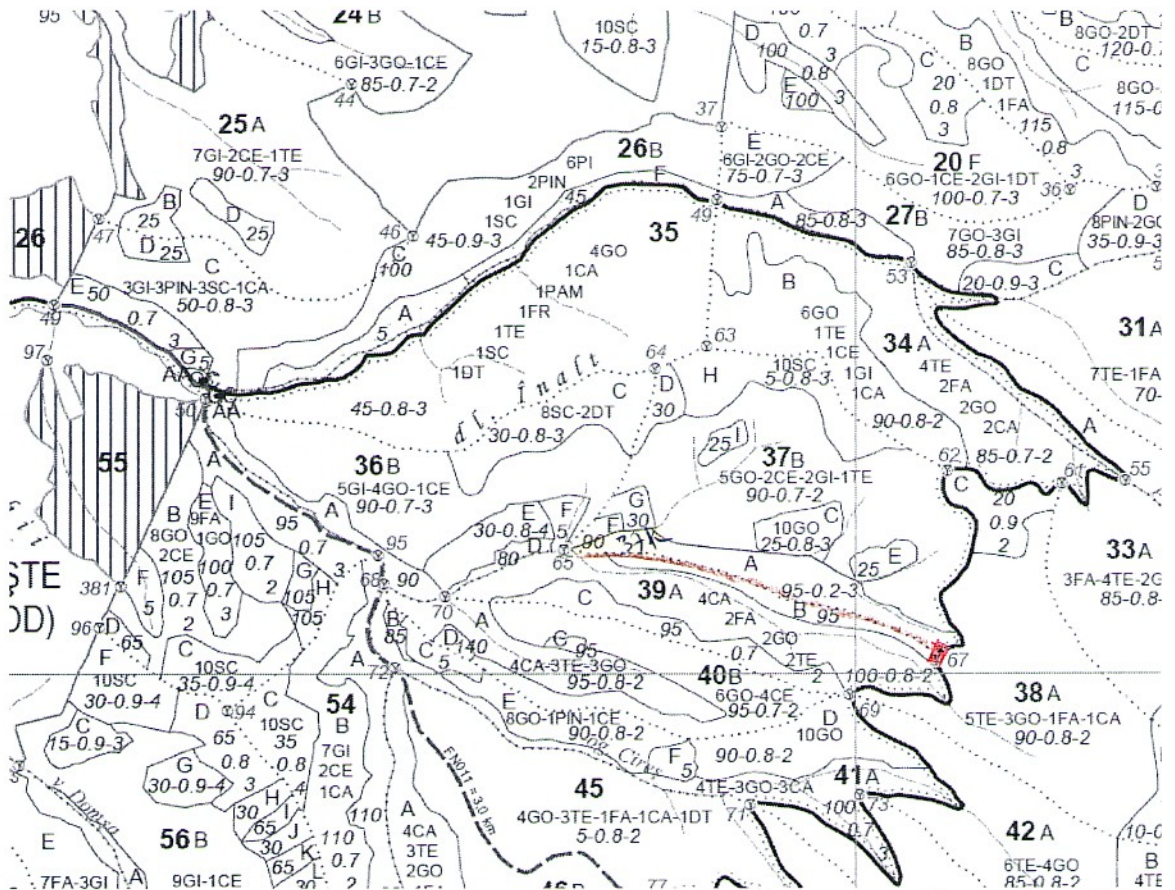 95
24 B
6GI-3GO-1CE
85-0.7-2
44
10SC
15-0.8-3
D
100
0.7
3
0.8
3
E
100
C
20
0.8
3
B
8GO
1DT
1FA
115
0.8
B
8GO-2DT
120-0.7
C
8GO-
115-0
25 A
7GI-2CE-1TE
90-0.7-3
37
26 B
6PI
2PIN
1GI
1SC
45
45-0.9-3
F
E
6GI-2GO-2CE
75-0.7-3
20 F
6GO-1CE-2GI-1DT
100-0.7-3
36
3
D
8PIN-2GO
35-0.9-3
B
25
D
25
D
25
47
26
46
C
100
C
3GI-3PIN-3SC-1CA
50-0.8-3
E
50
49
0.7
3
G
5
35
49
A
85-0.8-3
27 B
7GO-3GI
85-0.8-3
53
C
20-0.9-3
31 A
7TE-1FA
70-
4GO
1CA
1PAM
1FR
1TE
1SC
1DT
A
5
45-0.8-3
B
6GO
1TE
1CE
1GI
1CA
90-0.8-2
34 A
4TE
2FA
2GO
2CA
85-0.7-2
A
97
50
AA
63
64
D
30
H
10SC
5-0.8-3
dl. Înalt
C
8SC-2DT
30-0.8-3
55
A
36 B
5GI-4GO-1CE
90-0.7-3
25
I
37 B
5GO-2CE-2GI-1TE
90-0.7-2
62
C
61
55
20
0.9
2
33 A
3FA-4TE-2G
85-0.8-
B
8GO
2CE
105
0.7
2
E
9FA
1GO
100
0.7
3
I
105
0.7
2
95
0.7
3
A
G
105
H
105
E
30-0.8-4
F
5
G
30
F
90
D
80
65
37A
10GO
25-0.8-3
C
E
25
A
95-0.2-3
B
95
STE
OD)
381
F
5
95
68
90
70
39 A
4CA
2FA
2GO
2TE
C
95
0.7
2
67
96
D
65
F
10SC
30-0.9-4
C
10SC
35-0.9-4
B
85
A
72
A
D
140
C
5
C
95
4CA-3TE-3GO
95-0.8-2
40 B
6GO-4CE
95-0.7-2
100-0.8-2
69
38 A
5TE-3GO-1FA-1CA
90-0.8-2
C
15-0.9-3
D
94
65
0.8
3
C
10SC
35
0.8
4
54
B
7GI
2CE
1CA
E
8GO-1PIN-1CE
90-0.8-2
D
10GO
90-0.8-2
F
5
G
30-0.9-4
H
30
I
65
J
30
K
65
L
30
110
110
0.7
2
FN011 = 3.0 km
45
4GO-3TE-1FA-1CA-1DT
5-0.8-2
4TE-3GO-3CA
77
41 A
100
73
0.7
3
42 A
6TE-4GO
85-0.8-2
10-0
B
4TE
E
7FA-3GI
A
56 B
9GI-1CE
A
4CA
3TE
2GO
77